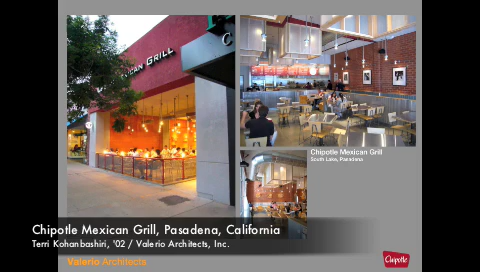 MEXICAN GRILL
C
Chipotle Mexican Grill
South Lake, Pasadena
Chipotle Mexican Grill, Pasadena, California
Terri Kohanbashiri, '02 / Valerio Architects, Inc.
Valerio Architects
Chipotle